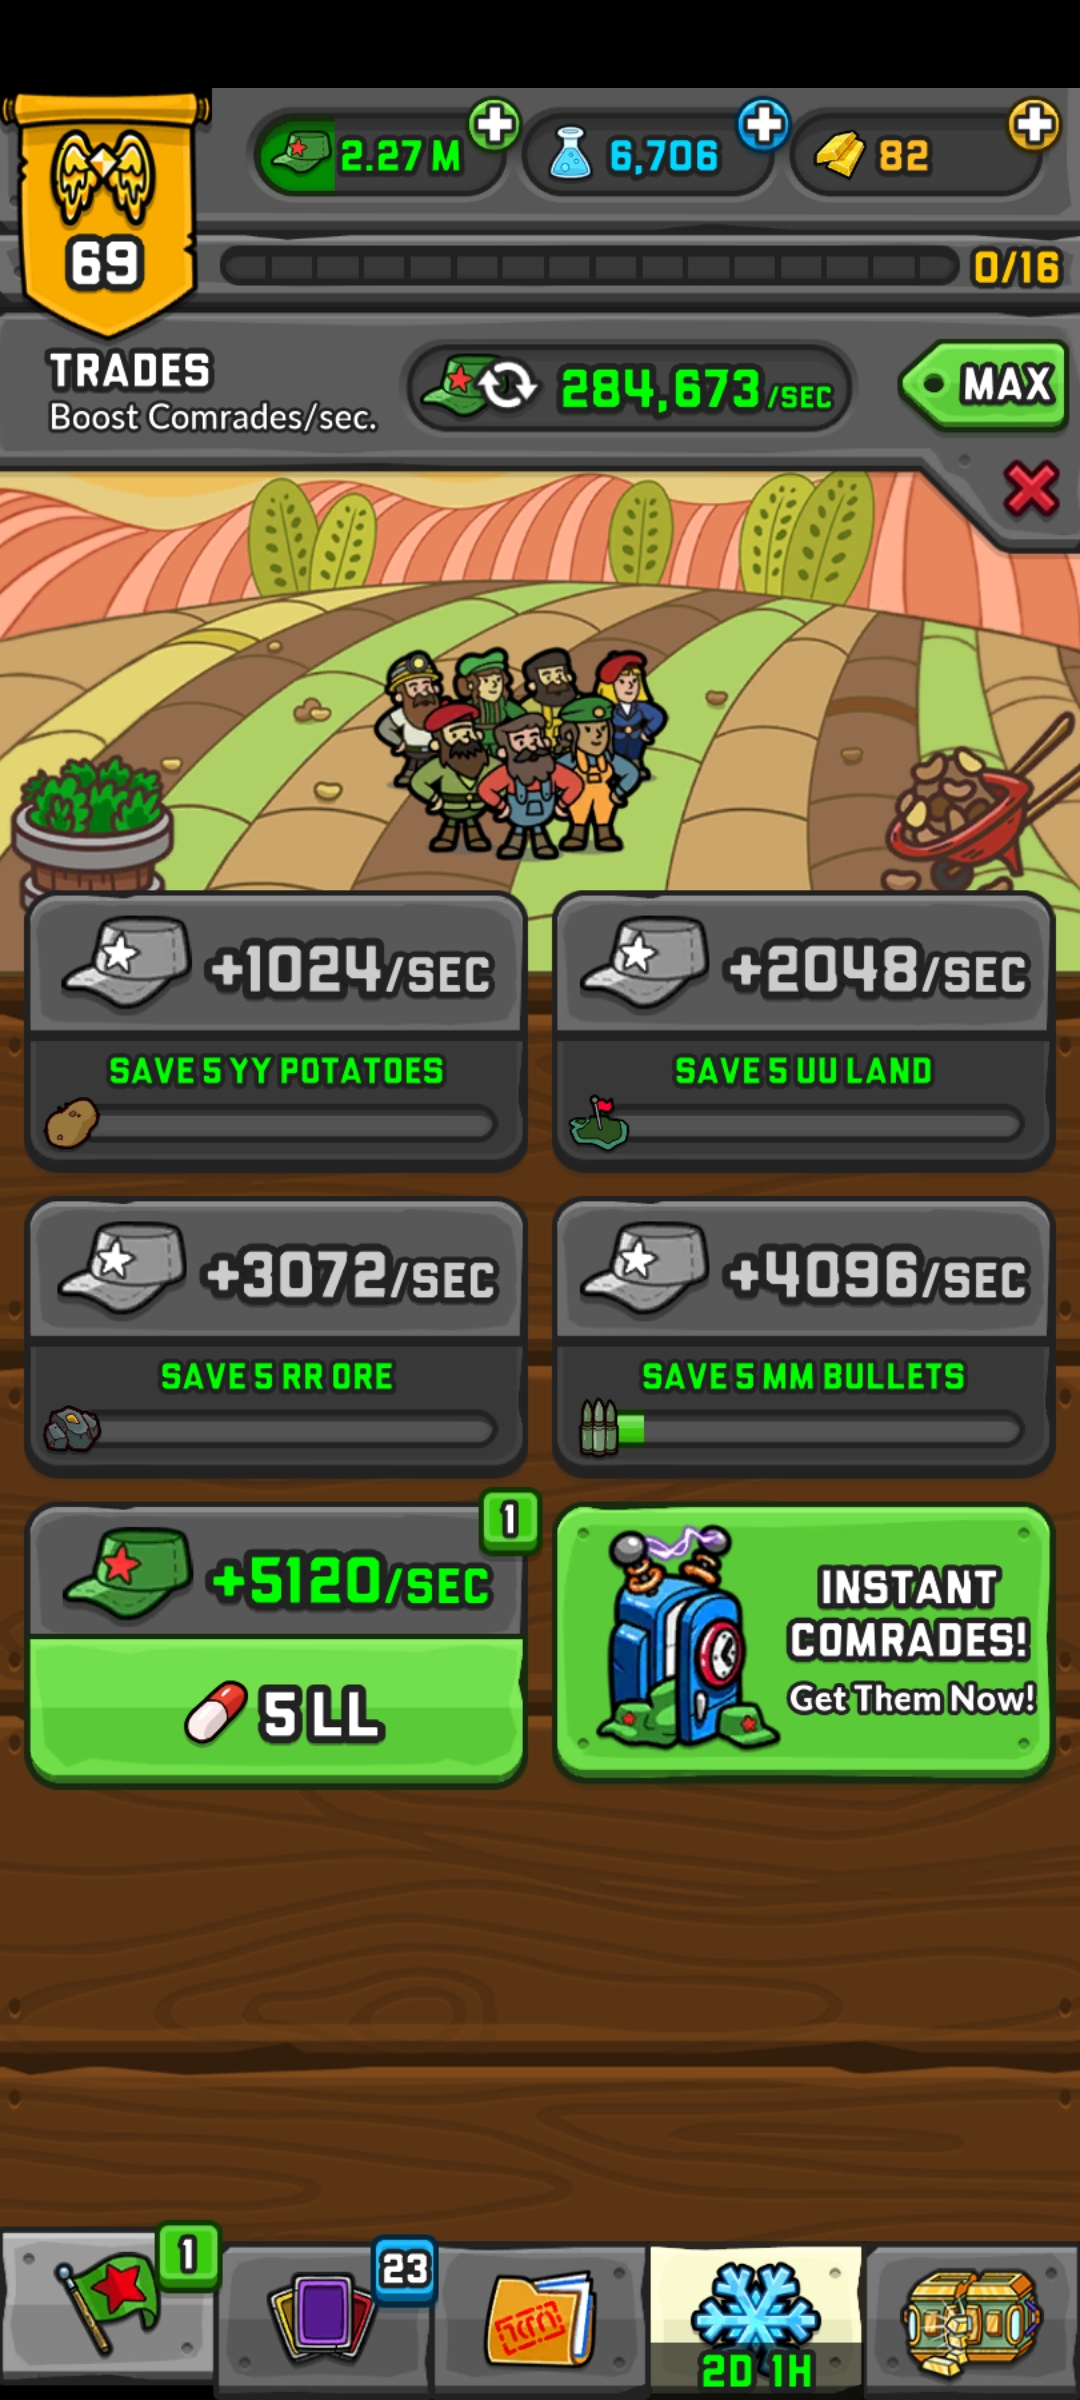 2.27 M
6,706
82
69
0/16
TRADES
Boost Comrades/sec.
284,673 /SEC
MAX
+1024/SEC
SAVE 5 YY POTATOES
+2048/SEC
SAVE 5 UU LAND
+3072/SEC
SAVE 5 RR ORE
+4096/SEC
SAVE 5 MM BULLETS
1
+5120/SEC
5 LL
INSTANT
COMRADES!
Get Them Now!
1
23
2D 1H